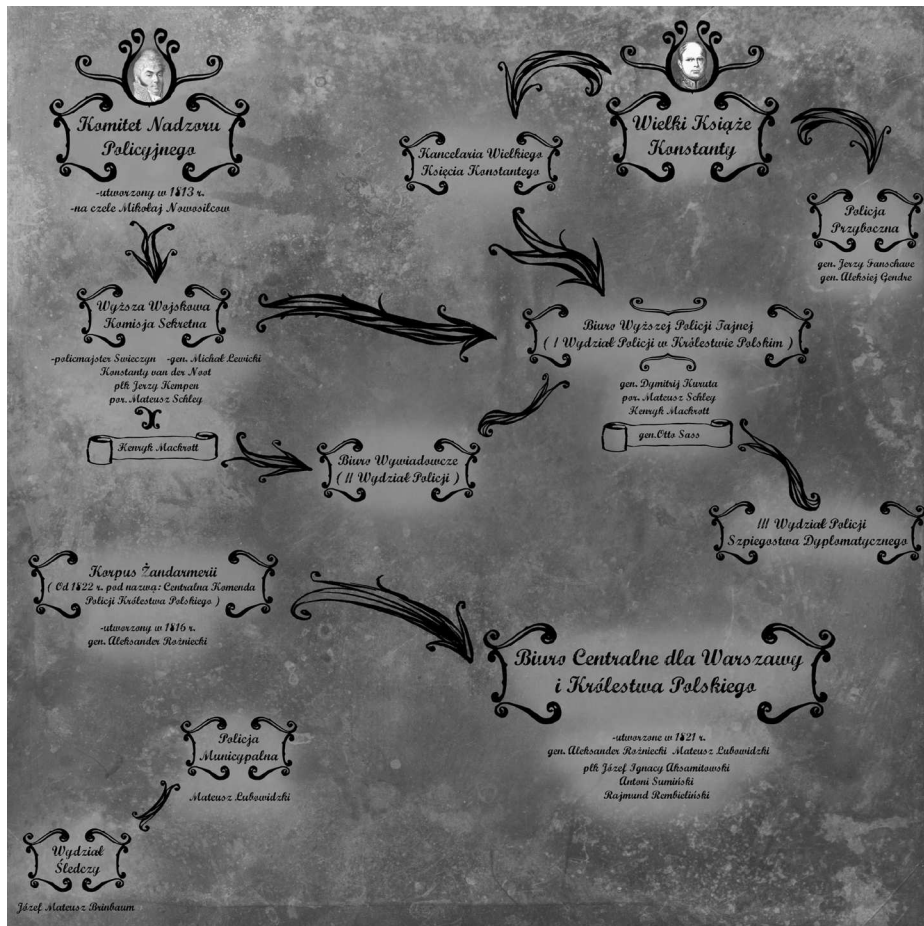 Komitet Nadzoru
Policyjnego
-utworzony w 1813 r.
-na czele Mikołaj Nowosilcow
Wielki Książe
Konstanty
Kancelaria Wielkiego
Księcia Konstantego
Policja
Przyboczna
gen. Jerzy Fanschave
gen. Aleksiej Gendre
Wyższa Wojskowa
Komisja Sekretna
-policmajster Swieczyn -gen. Michał Lewicki
Konstanty van der Noot
płk Jerzy Kempen
por. Mateusz Schley
Henryk Mackrott
Biuro Wyższej Policji Tajnej
( I Wydział Policji w Królestwie Polskim )
gen. Dymitrij Kuruta
por. Mateusz Schley
Henryk Mackrott
gen.Otto Sass
Biuro Wywiadowcze
( II Wydział Policji )
III Wydział Policji
Szpiegostwa Dyplomatycznego
Korpus Żandarmerii
( Od 1822 r. pod nazwą: Centralna Komenda
Policji Królestwa Polskiego )
-utworzony w 1816 r.
gen. Aleksander Rożniecki
Biuro Centralne dla Warszawy
i Królestwa Polskiego
-utworzone w 1821 r.
gen. Aleksander Rożniecki Mateusz Lubowidzki
płk Józef Ignacy Aksamitowski
Antoni Sumiński
Rajmund Rembieliński
Policja
Municypalna
Mateusz Lubowidzki
Wydział
Śledczy
Józef Mateusz Brinbaum